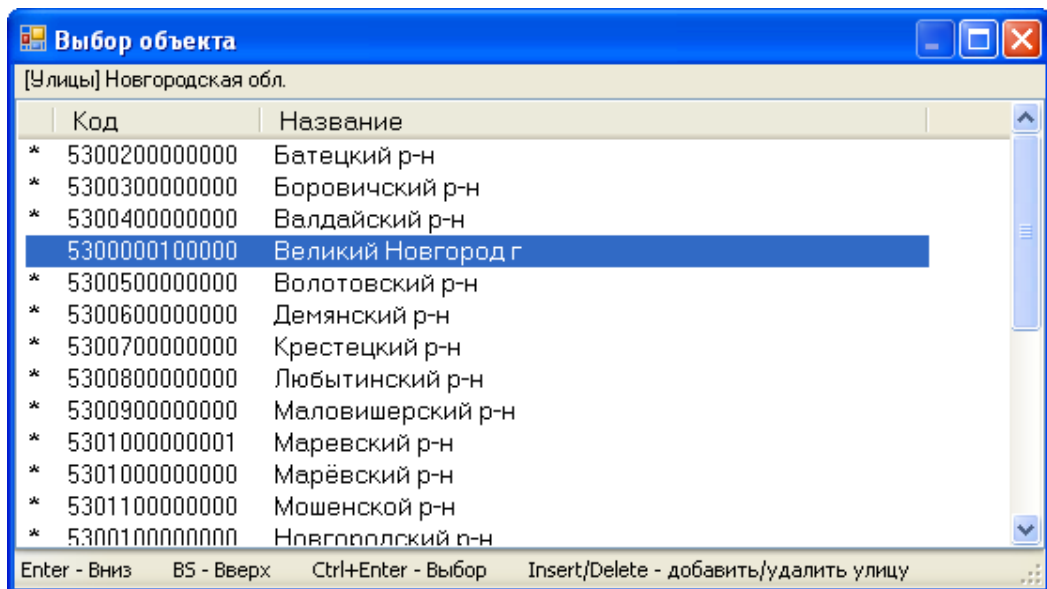 Выбор объекта
[Улицы] Новгородская обл.
Код Название
* 5300200000000 Батецкий р-н
* 5300300000000 Боровичский р-н
* 5300400000000 Валдайский р-н
5300000100000 Великий Новгород г
* 5300500000000 Волотовский р-н
* 5300600000000 Демянский р-н
* 5300700000000 Крестецкий р-н
* 5300800000000 Любытинский р-н
* 5300900000000 Маловишерский р-н
* 5301000000001 Маревский р-н
* 5301000000000 Марёвский р-н
* 5301100000000 Мошенской р-н
* 5300100000000 Новгородский р-н
Enter - Вниз BS - Вверх Ctrl+Enter - Выбор Insert/Delete - добавить/удалить улицу